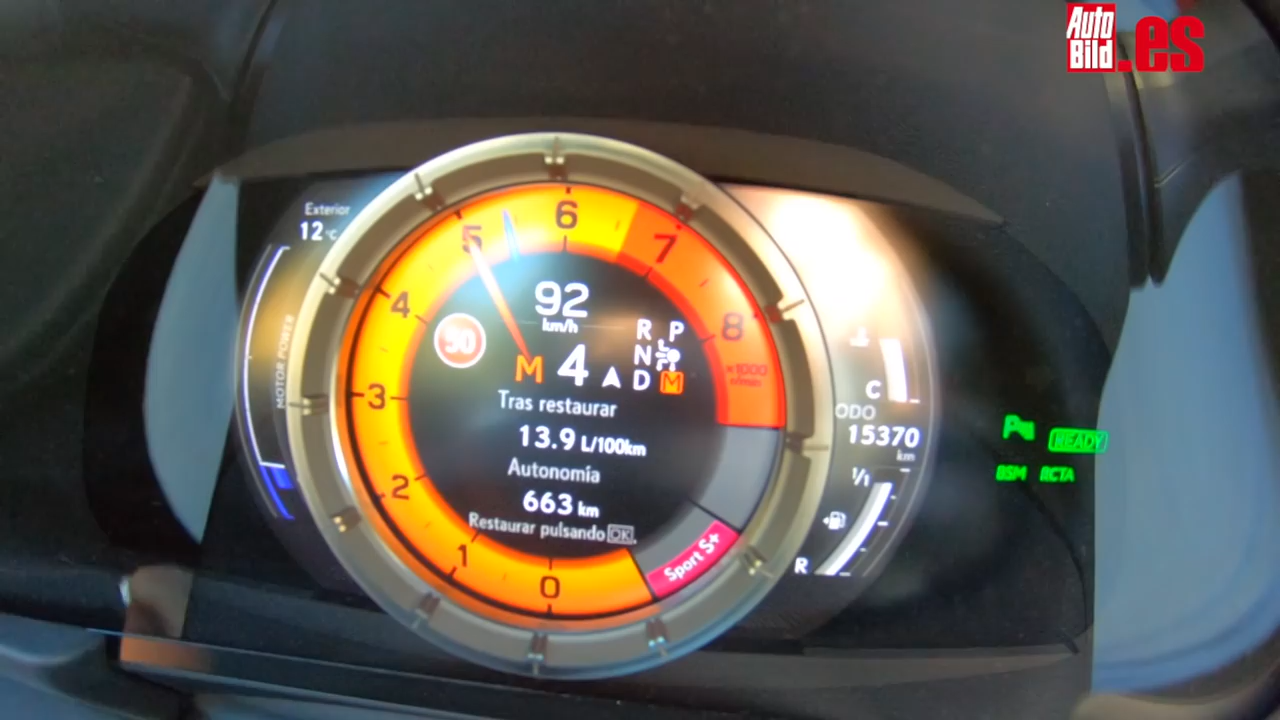 Auto
Bild.es
Exterior
12°C
MOTOR POWER
0
1
2
3
4
5
6
7
8
x1000
r/min
92
km/h
90
M 4
R P
N
D M
Tras restaurar
13.9 L/100km
Autonomía
663 km
Restaurar pulsando OK.
Sport S+
C
ODO
15370
km
1/1
R
READY
BSM RCTA